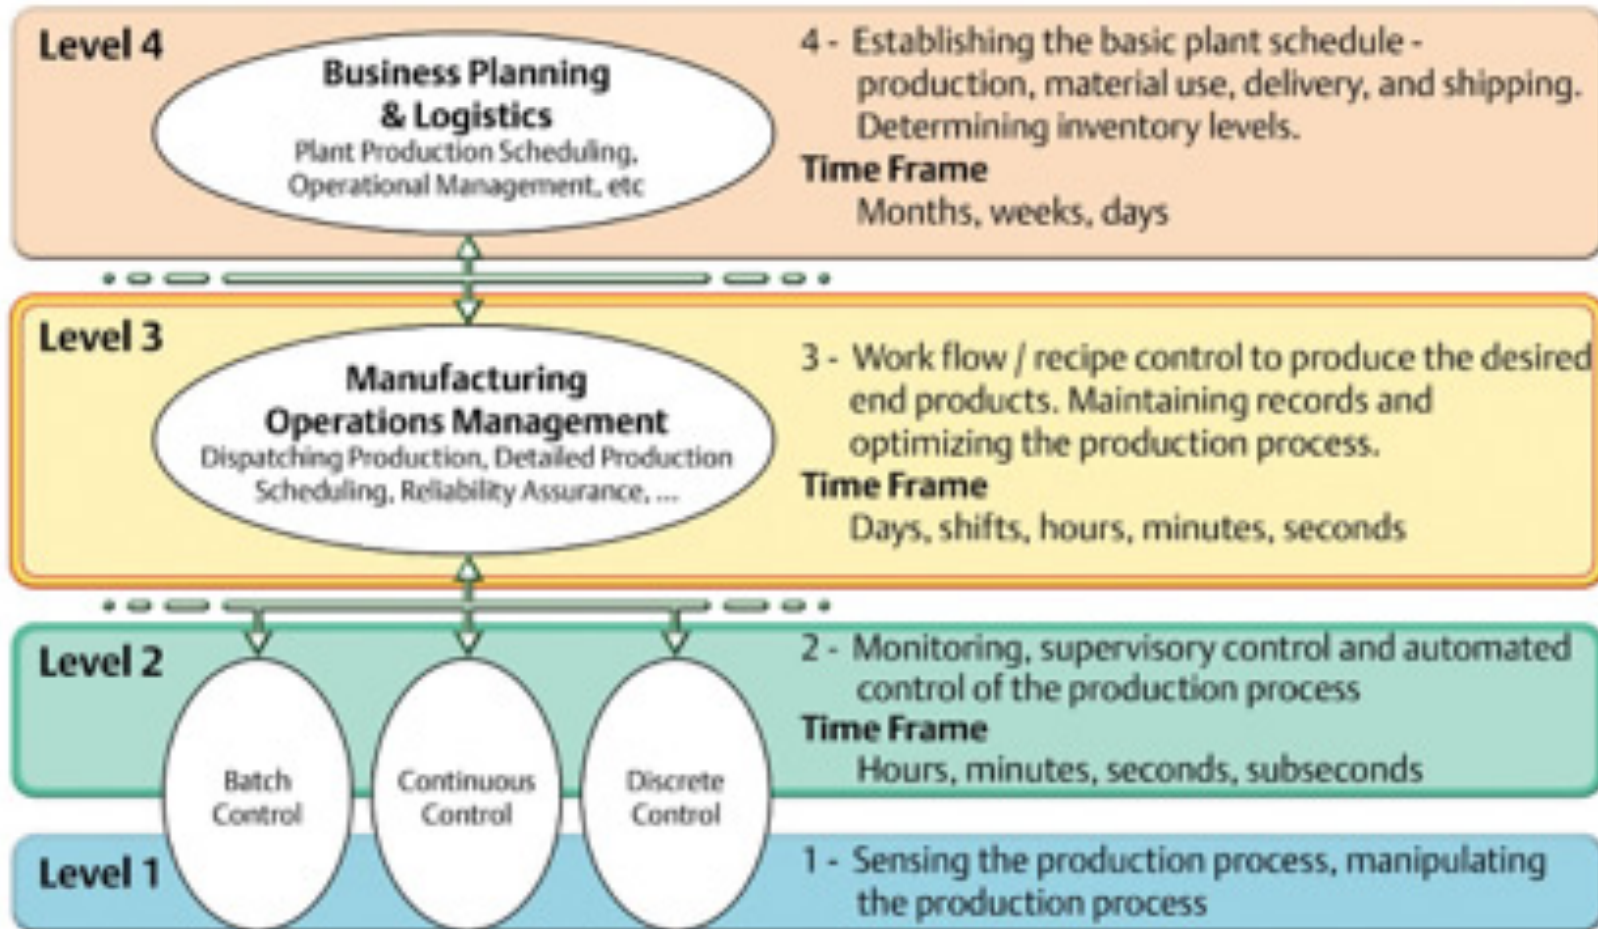 Level 4
Business Planning
& Logistics
Plant Production Scheduling,
Operational Management, etc
4 - Establishing the basic plant schedule -
production, material use, delivery, and shipping.
Determining inventory levels.
Time Frame
Months, weeks, days
Level 3
Manufacturing
Operations Management
Dispatching Production, Detailed Production
Scheduling, Reliability Assurance, ...
3 - Work flow / recipe control to produce the desired
end products. Maintaining records and
optimizing the production process.
Time Frame
Days, shifts, hours, minutes, seconds
Level 2
Batch
Control
Continuous
Control
Discrete
Control
2 - Monitoring, supervisory control and automated
control of the production process
Time Frame
Hours, minutes, seconds, subseconds
Level 1
1 - Sensing the production process, manipulating
the production process